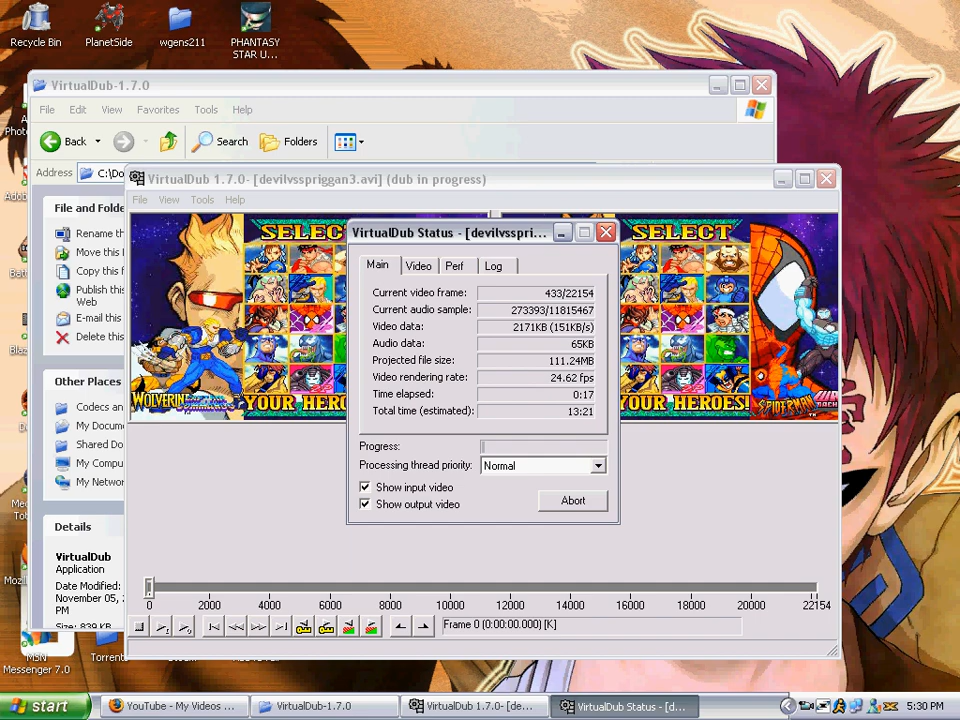 Recycle Bin
PlanetSide
wgens211
PHANTASY
STAR U...
VirtualDub-1.7.0
File Edit View Favorites Tools Help
Back Search Folders
Address C:\Do
File and Folde
Rename th
Move this f
Copy this f
Publish this
Web
E-mail this
Delete this
Other Places
Codecs an
My Docume
Shared Do
My Compu
My Networ
Details
VirtualDub
Application
Date Modified:
November 05, 2
PM
Size: 839 KB
VirtualDub 1.7.0- [devilvsspriggan3.avi] (dub in progress)
File View Tools Help
SELEC
SELECT
WOLVERIN
YOUR HERO
YOUR HEROES!
SPIDERMAN
VirtualDub Status - [devilvsspri...
Main Video Perf Log
Current video frame: 433/22154
Current audio sample: 273393/11815467
Video data: 2171KB (151KB/s)
Audio data: 65KB
Projected file size: 111.24MB
Video rendering rate: 24.62 fps
Time elapsed: 0:17
Total time (estimated): 13:21
Progress:
Processing thread priority: Normal
Show input video
Show output video
Abort
0 2000 4000 6000 8000 10000 12000 14000 16000 18000 20000 22154
Frame 0 (0:00:00.000) [K]
MSN
Messenger 7.0
Torrent
start
YouTube - My Videos ...
VirtualDub-1.7.0
VirtualDub 1.7.0- [de...
VirtualDub Status - [d...
5:30 PM